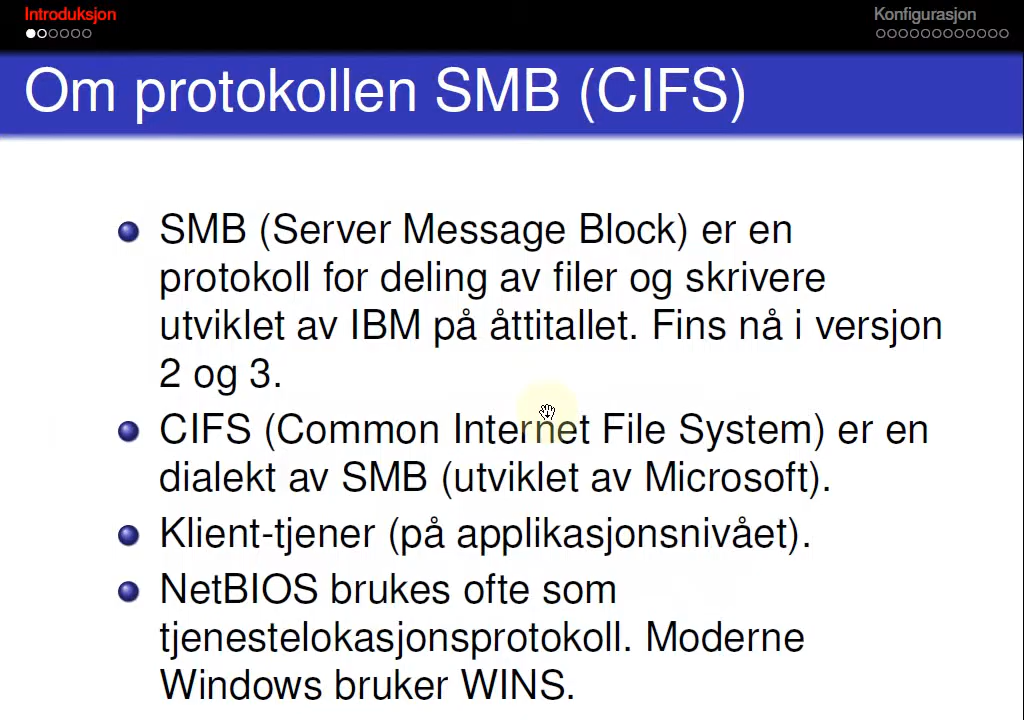 Introduksjon
Konfigurasjon
Om protokollen SMB (CIFS)
SMB (Server Message Block) er en
protokoll for deling av filer og skrivere
utviklet av IBM på åttitallet. Fins nå i versjon
2 og 3.
CIFS (Common Internet File System) er en
dialekt av SMB (utviklet av Microsoft).
Klient-tjener (på applikasjonsnivået).
NetBIOS brukes ofte som
tjenestelokasjonsprotokoll. Moderne
Windows bruker WINS.